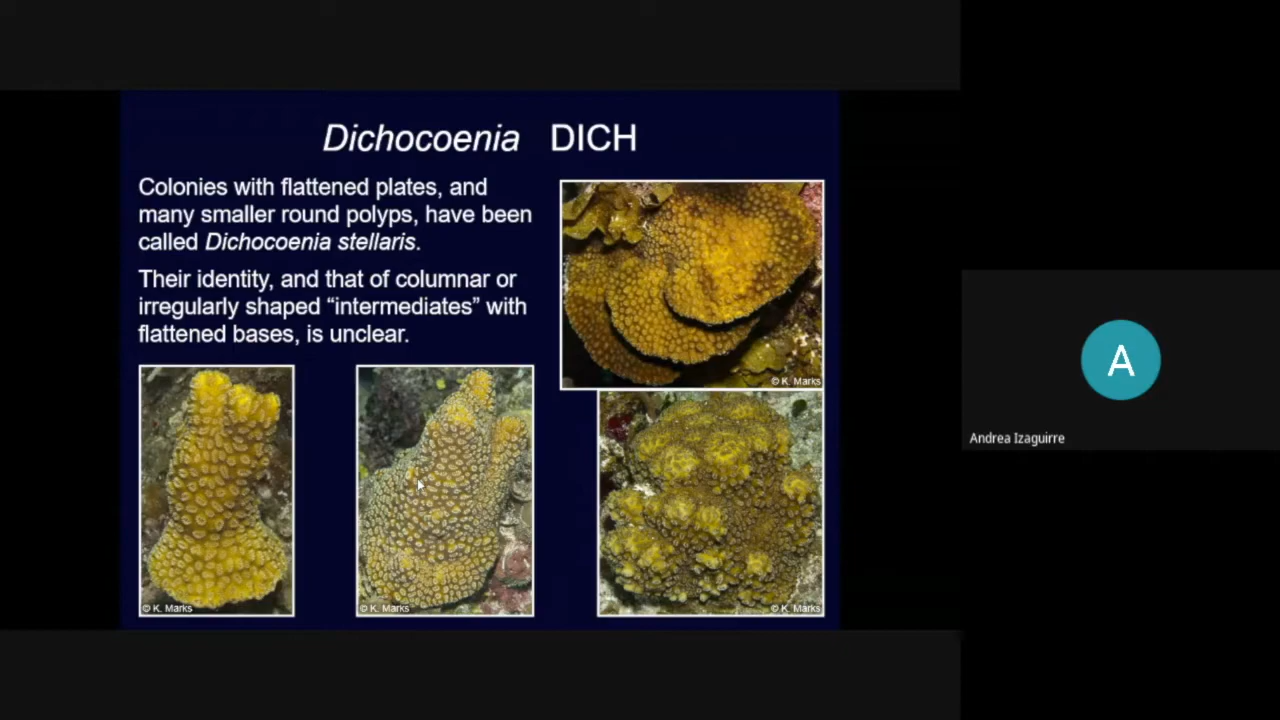 Dichocoenia DICH
Colonies with flattened plates, and
many smaller round polyps, have been
called Dichocoenia stellaris.
Their identity, and that of columnar or
irregularly shaped “intermediates” with
flattened bases, is unclear.
© K. Marks
© K. Marks
© K. Marks
© K. Marks
A
Andrea Izaguirre